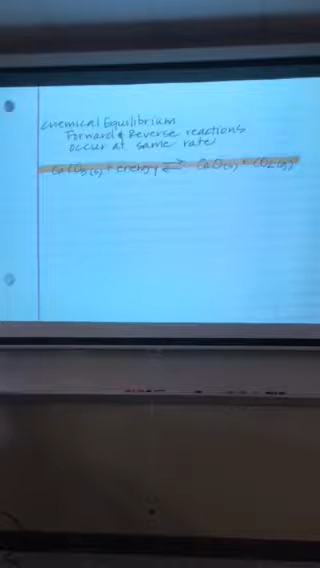 Chemical Equilibrium
Forward & Reverse reactions
occur at same rate
CaCO3(s) + energy ⇌ CaO(s) + CO2(g)